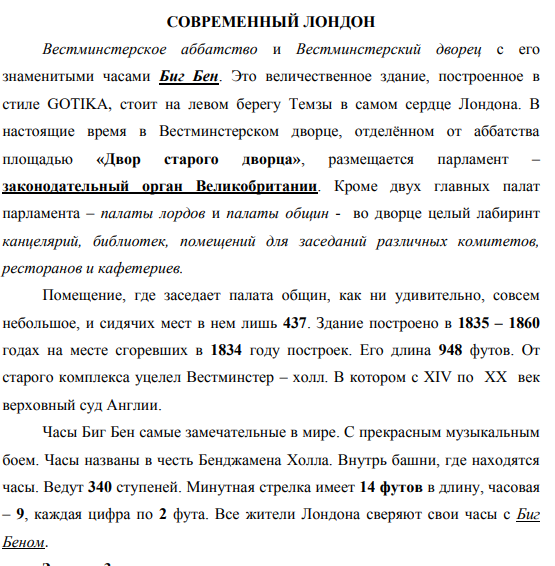 СОВРЕМЕННЫЙ ЛОНДОН
Вестминстерское аббатство и Вестминстерский дворец с его
знаменитыми часами Биг Бен. Это величественное здание, построенное в
стиле GOTIKA, стоит на левом берегу Темзы в самом сердце Лондона. В
настоящие время в Вестминстерском дворце, отделённом от аббатства
площадью «Двор старого дворца», размещается парламент –
законодательный орган Великобритании. Кроме двух главных палат
парламента – палаты лордов и палаты общин - во дворце целый лабиринт
канцелярий, библиотек, помещений для заседаний различных комитетов,
ресторанов и кафетериев.
Помещение, где заседает палата общин, как ни удивительно, совсем
небольшое, и сидячих мест в нем лишь 437. Здание построено в 1835 – 1860
годах на месте сгоревших в 1834 году построек. Его длина 948 футов. От
старого комплекса уцелел Вестминстер – холл. В котором с XIV по XX век
верховный суд Англии.
Часы Биг Бен самые замечательные в мире. С прекрасным музыкальным
боем. Часы названы в честь Бенджамена Холла. Внутрь башни, где находятся
часы. Ведут 340 ступеней. Минутная стрелка имеет 14 футов в длину, часовая
– 9, каждая цифра по 2 фута. Все жители Лондона сверяют свои часы с Биг
Беном.